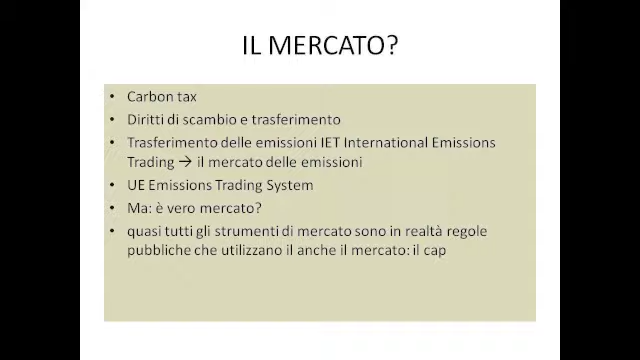 IL MERCATO?
• Carbon tax
• Diritti di scambio e trasferimento
• Trasferimento delle emissioni IET International Emissions
Trading → il mercato delle emissioni
• UE Emissions Trading System
• Ma: è vero mercato?
• quasi tutti gli strumenti di mercato sono in realtà regole
pubbliche che utilizzano il anche il mercato: il cap